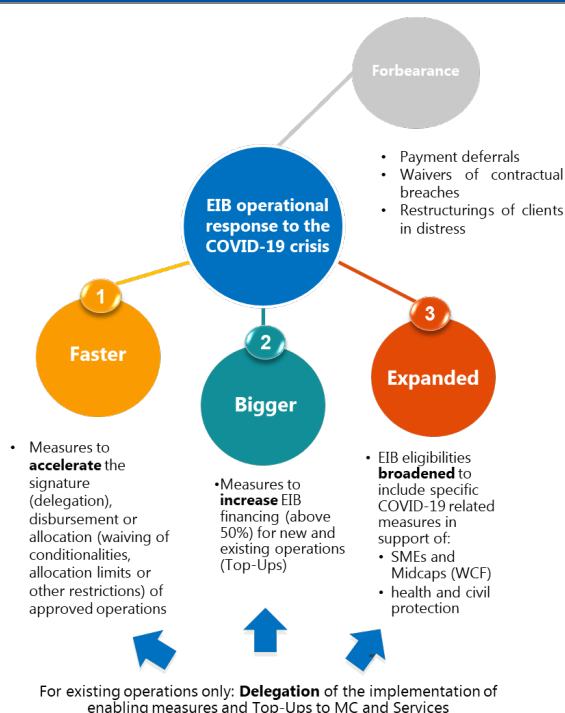 Forbearance
• Payment deferrals
• Waivers of contractual
breaches
• Restructurings of clients
in distress
EIB operational
response to the
COVID-19 crisis
1
Faster
2
Bigger
3
Expanded
• Measures to
accelerate the
signature
(delegation),
disbursement or
allocation (waiving of
conditionalities,
allocation limits or
other restrictions) of
approved operations
•Measures to
increase EIB
financing (above
50%) for new and
existing operations
(Top-Ups)
• EIB eligibilities
broadened to
include specific
COVID-19 related
measures in
support of:
• SMEs and
Midcaps (WCF)
• health and civil
protection
For existing operations only: Delegation of the implementation of
enabling measures and Top-Ups to MC and Services